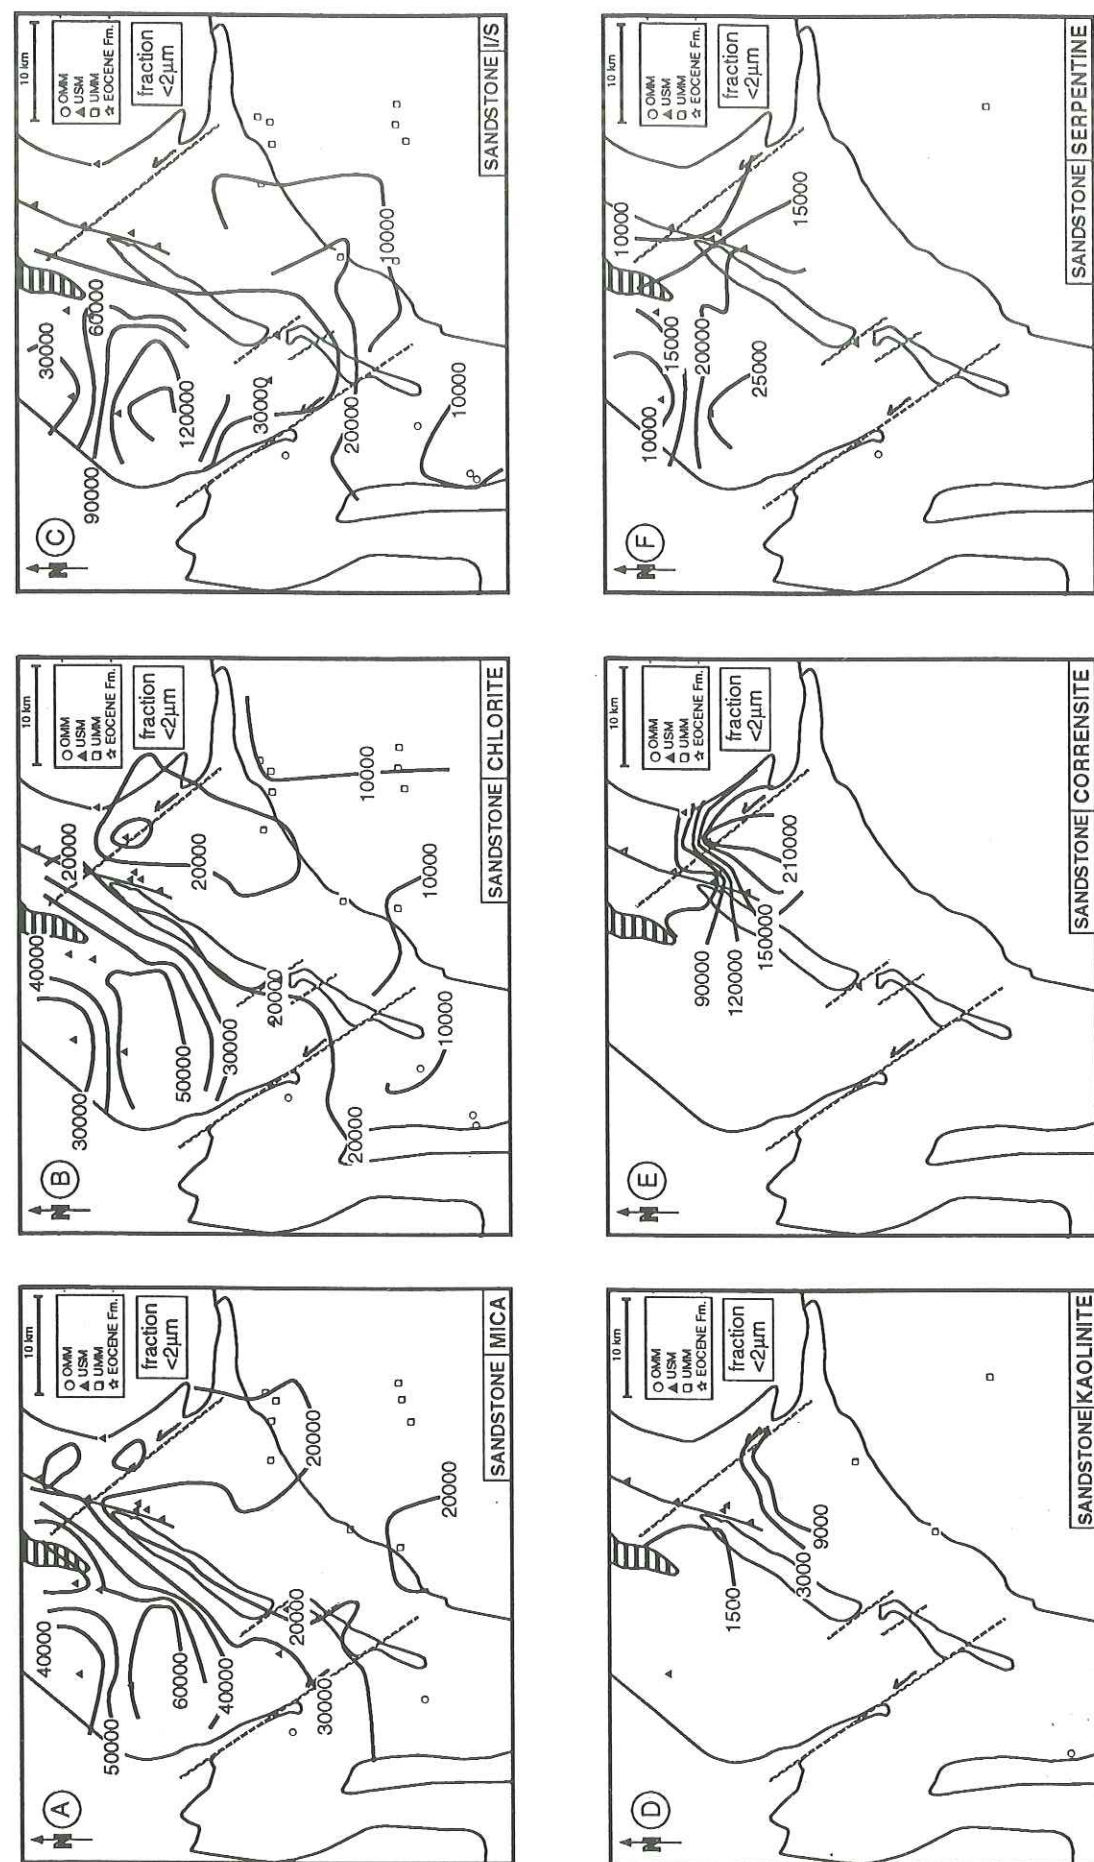 A
N
10 km
○ OMM
▲ USM
□ UMM
☆ EOCENE Fm.
fraction
<2µm
40000
50000
60000
40000
30000
20000
20000
20000
SANDSTONE MICA
B
N
10 km
○ OMM
▲ USM
□ UMM
☆ EOCENE Fm.
fraction
<2µm
40000
30000
20000
50000
30000
20000
20000
20000
10000
10000
10000
SANDSTONE CHLORITE
C
N
10 km
○ OMM
▲ USM
□ UMM
☆ EOCENE Fm.
fraction
<2µm
30000
60000
90000
120000
30000
20000
10000
10000
SANDSTONE I/S
D
N
10 km
○ OMM
▲ USM
□ UMM
☆ EOCENE Fm.
fraction
<2µm
1500
3000
9000
SANDSTONE KAOLINITE
E
N
10 km
○ OMM
▲ USM
□ UMM
☆ EOCENE Fm.
fraction
<2µm
90000
120000
150000
210000
SANDSTONE CORRENSITE
F
N
10 km
○ OMM
▲ USM
□ UMM
☆ EOCENE Fm.
fraction
<2µm
10000
15000
10000
20000
25000
15000
SANDSTONE SERPENTINE